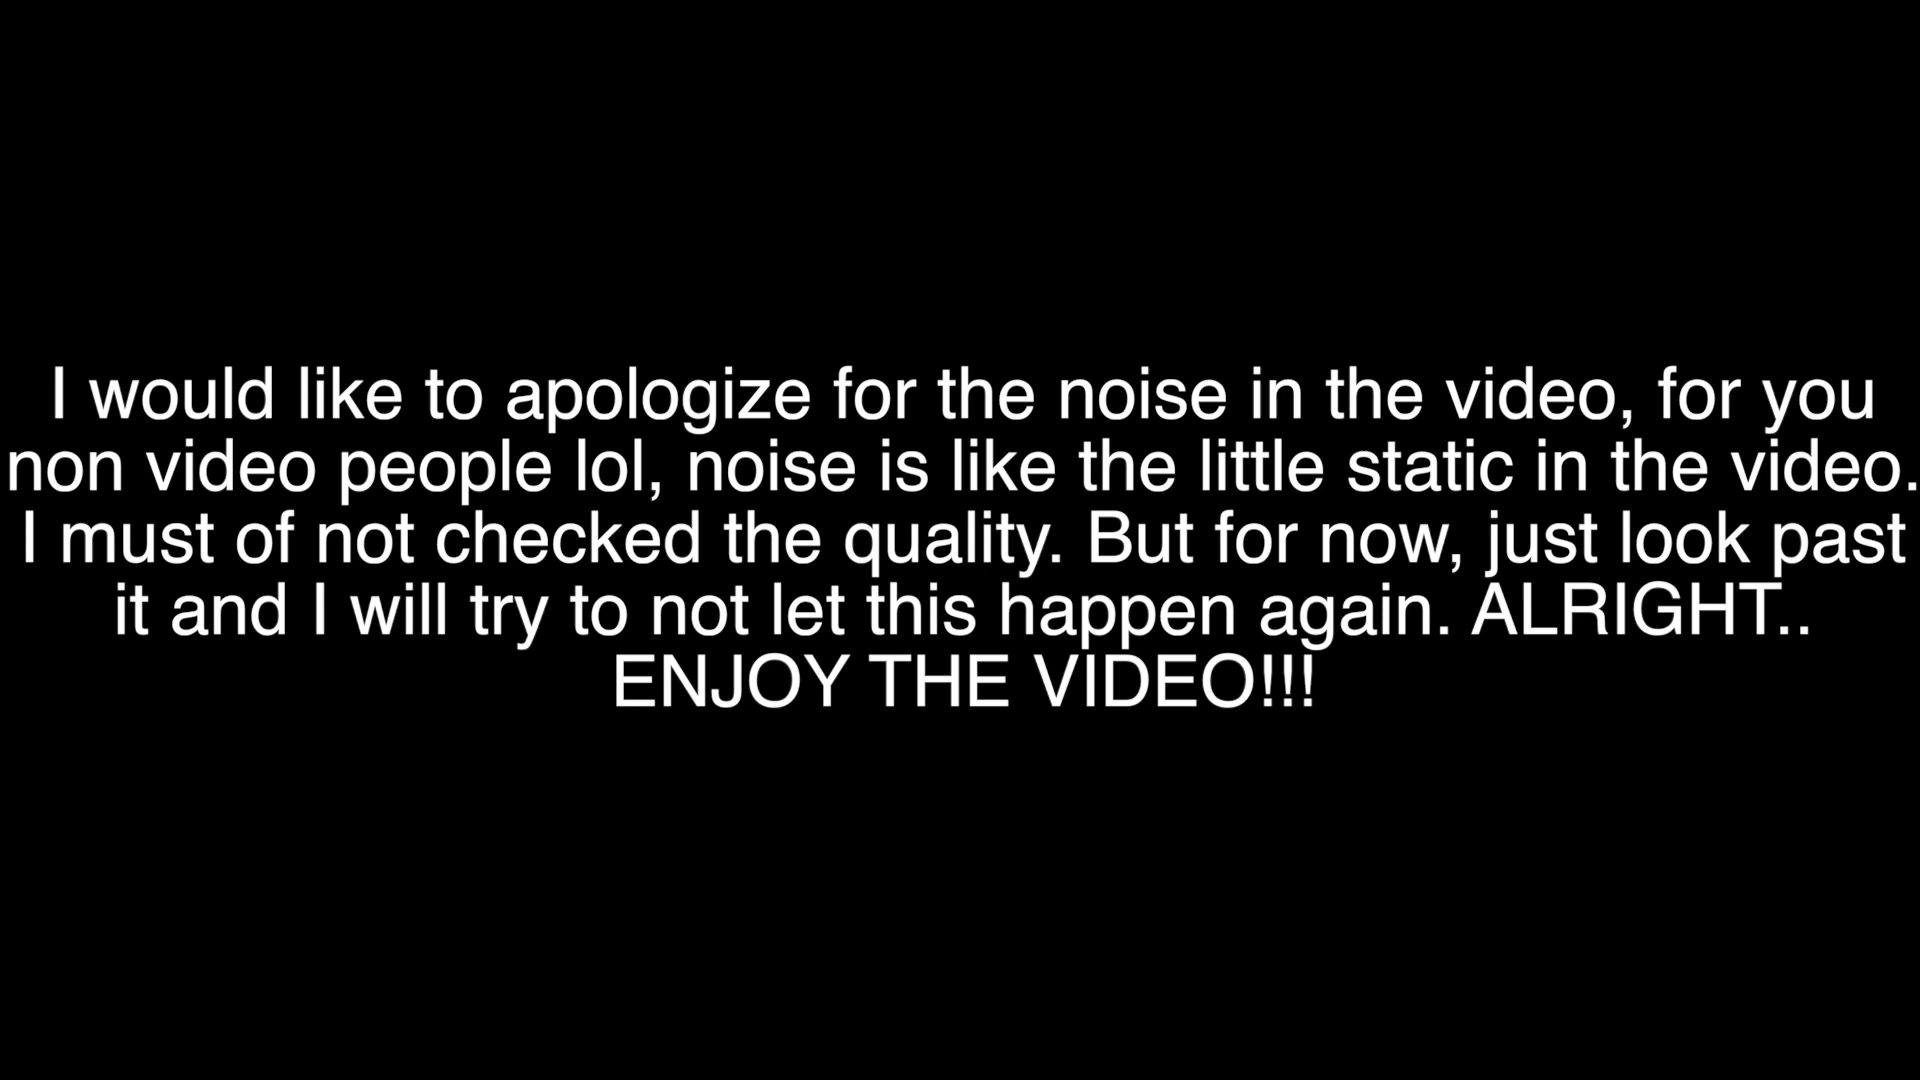 I would like to apologize for the noise in the video, for you
non video people lol, noise is like the little static in the video.
I must of not checked the quality. But for now, just look past
it and I will try to not let this happen again. ALRIGHT..
ENJOY THE VIDEO!!!